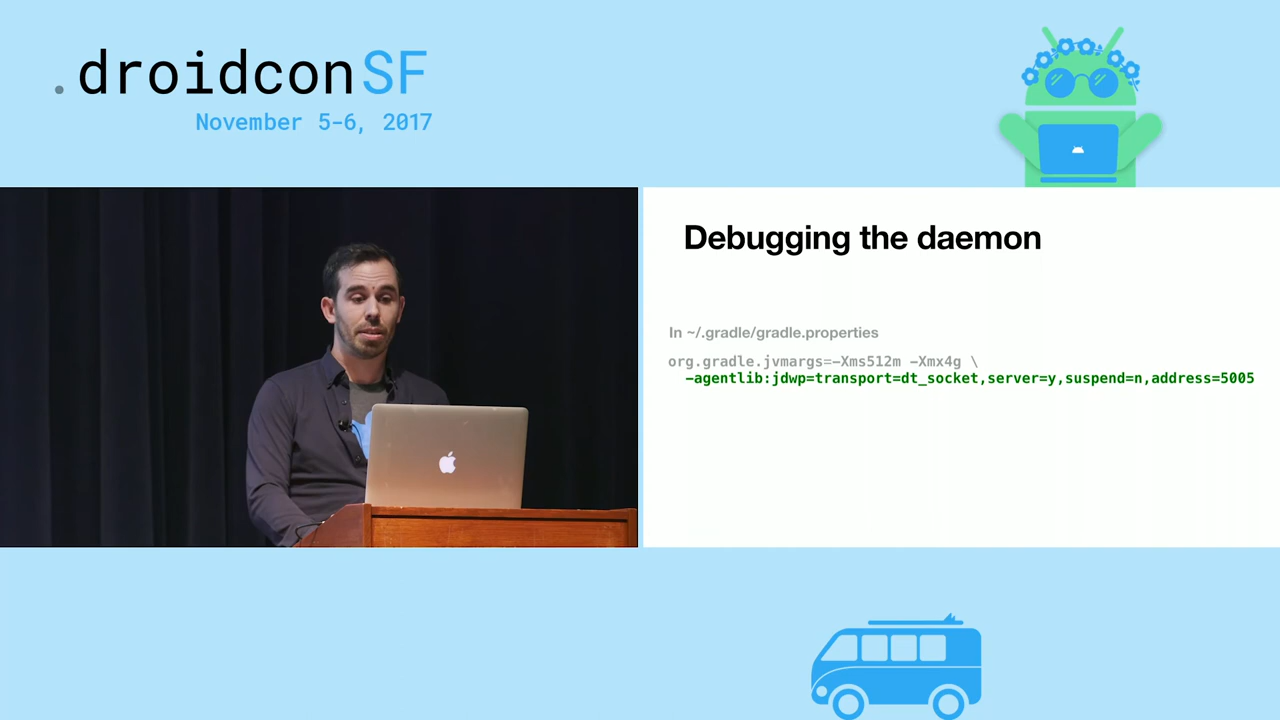 .droidconSF
November 5-6, 2017
Debugging the daemon
In ~/.gradle/gradle.properties
org.gradle.jvmargs=-Xms512m -Xmx4g \
-agentlib:jdwp=transport=dt_socket,server=y,suspend=n,address=5005